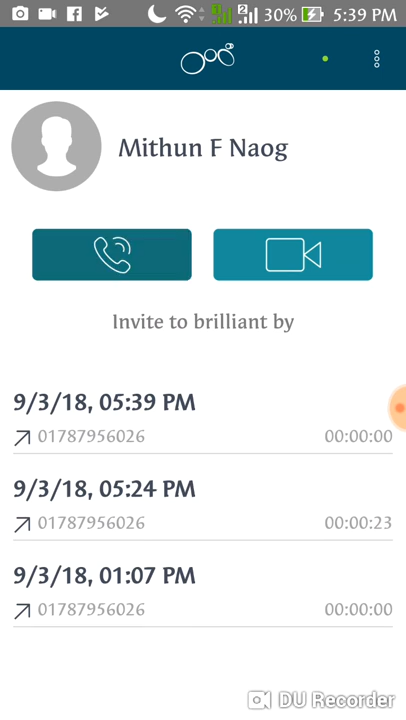 30% 5:39 PM
Mithun F Naog
Invite to brilliant by
9/3/18, 05:39 PM
01787956026 00:00:00
9/3/18, 05:24 PM
01787956026 00:00:23
9/3/18, 01:07 PM
01787956026 00:00:00
DU Recorder